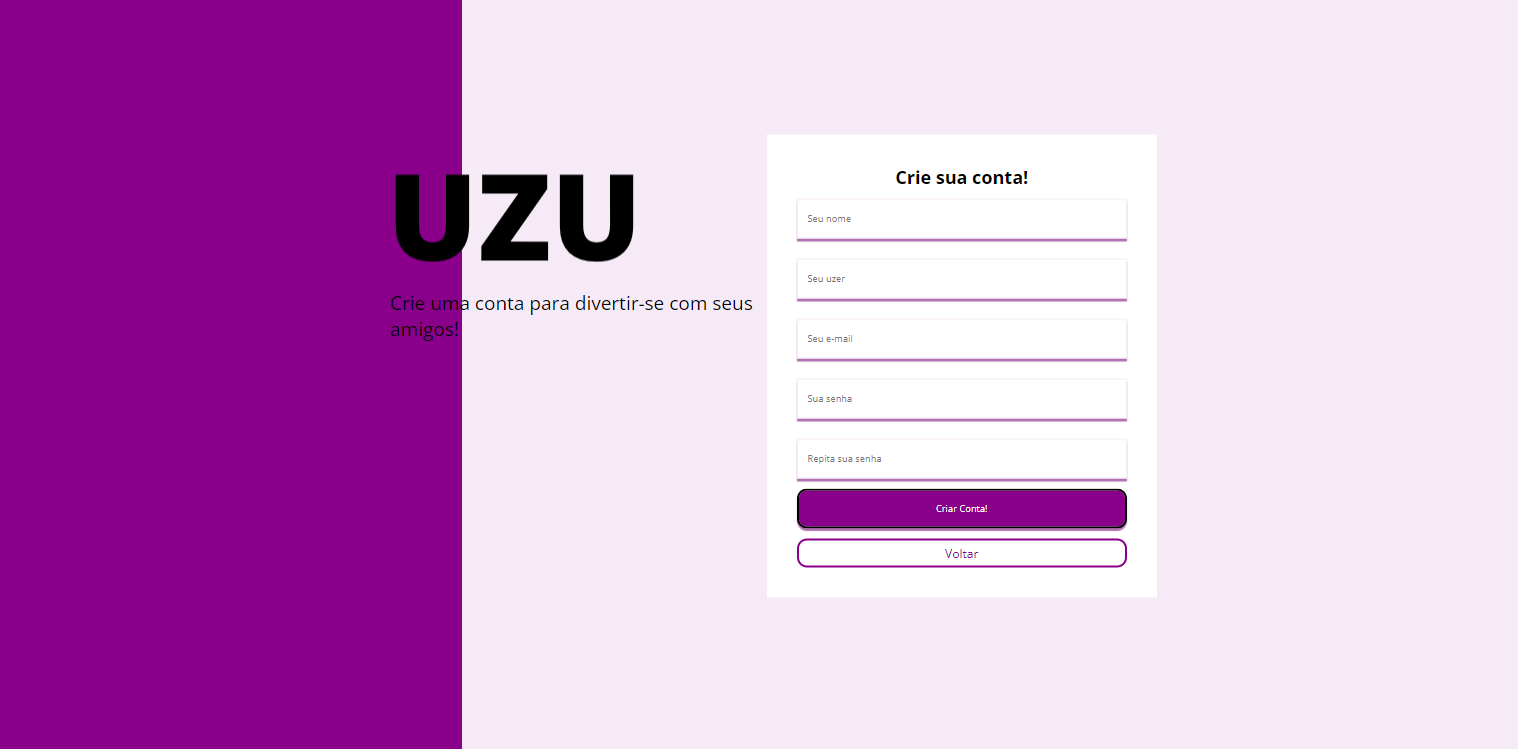 UZU
Crie uma conta para divertir-se com seus
amigos!
Crie sua conta!
Seu nome
Seu uzer
Seu e-mail
Sua senha
Repita sua senha
Criar Conta!
Voltar